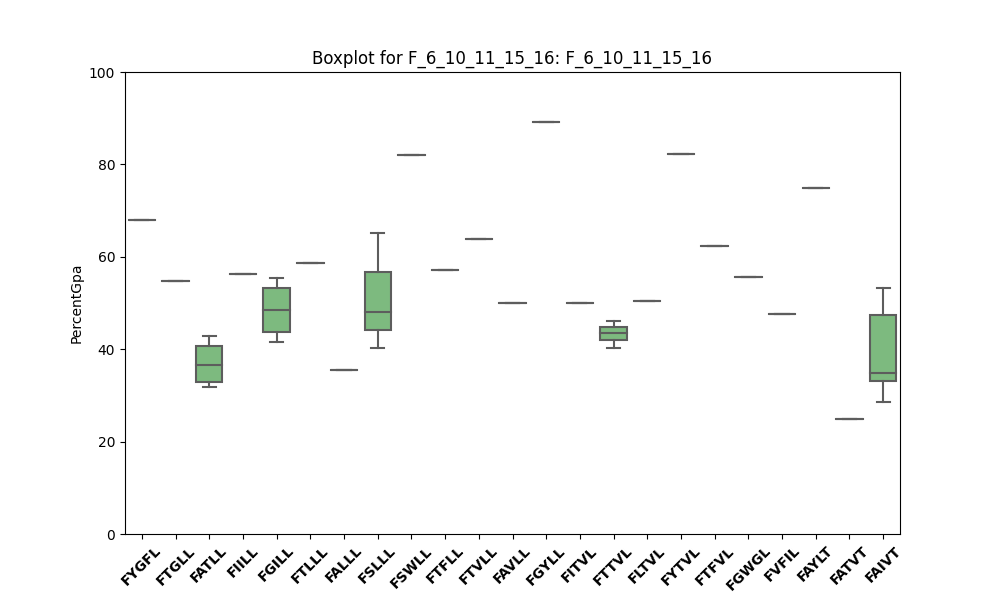 Boxplot for F_6_10_11_15_16: F_6_10_11_15_16
100
80
60
40
20
0
PercentGpa
FYGFL
FTGLL
FATLL
FIILL
FGILL
FTLLL
FALLL
FSLLL
FSWLL
FTFLL
FTVLL
FAVLL
FGYLL
FITVL
FTTVL
FLTVL
FYTVL
FTFVL
FGWGL
FVFIL
FAYLT
FATVT
FAIVT